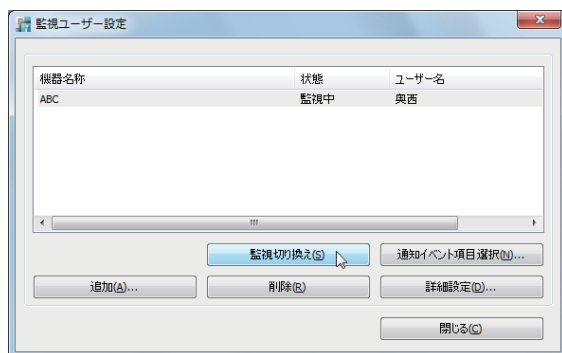 監視ユーザー設定
機器名称 状態 ユーザー名
ABC 監視中 奥西
監視切り換え(S) 通知イベント項目選択(N)...
追加(A)... 削除(R) 詳細設定(D)...
閉じる(C)